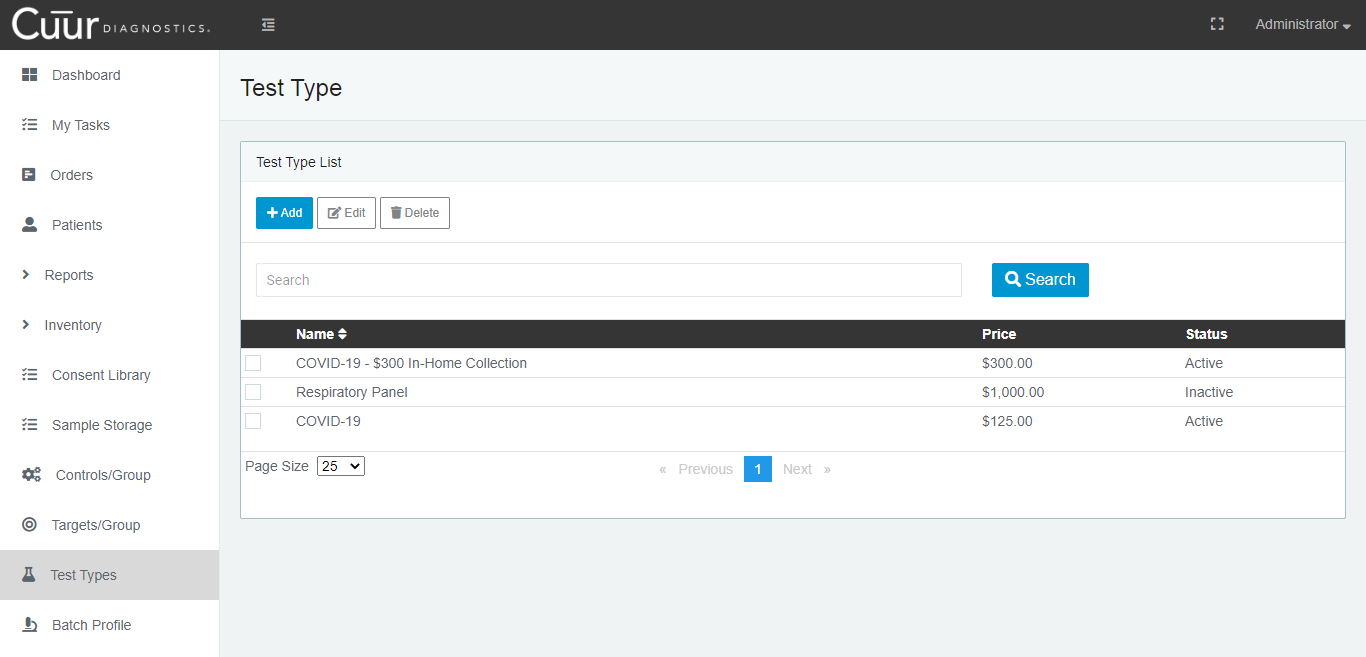 Cūur DIAGNOSTICS.
Administrator
Dashboard
My Tasks
Orders
Patients
Reports
Inventory
Consent Library
Sample Storage
Controls/Group
Targets/Group
Test Types
Batch Profile
Test Type
Test Type List
Add Edit Delete
Search Search
Name Price Status
COVID-19 - $300 In-Home Collection $300.00 Active
Respiratory Panel $1,000.00 Inactive
COVID-19 $125.00 Active
Page Size 25 « Previous 1 Next »